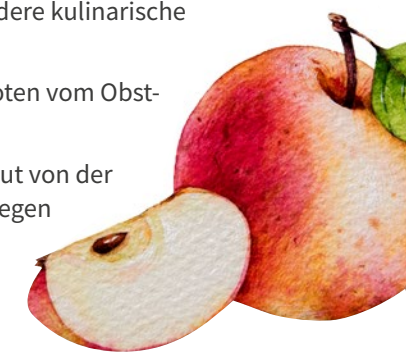 dere kulinarische
oten vom Obst-
ut von der
egen